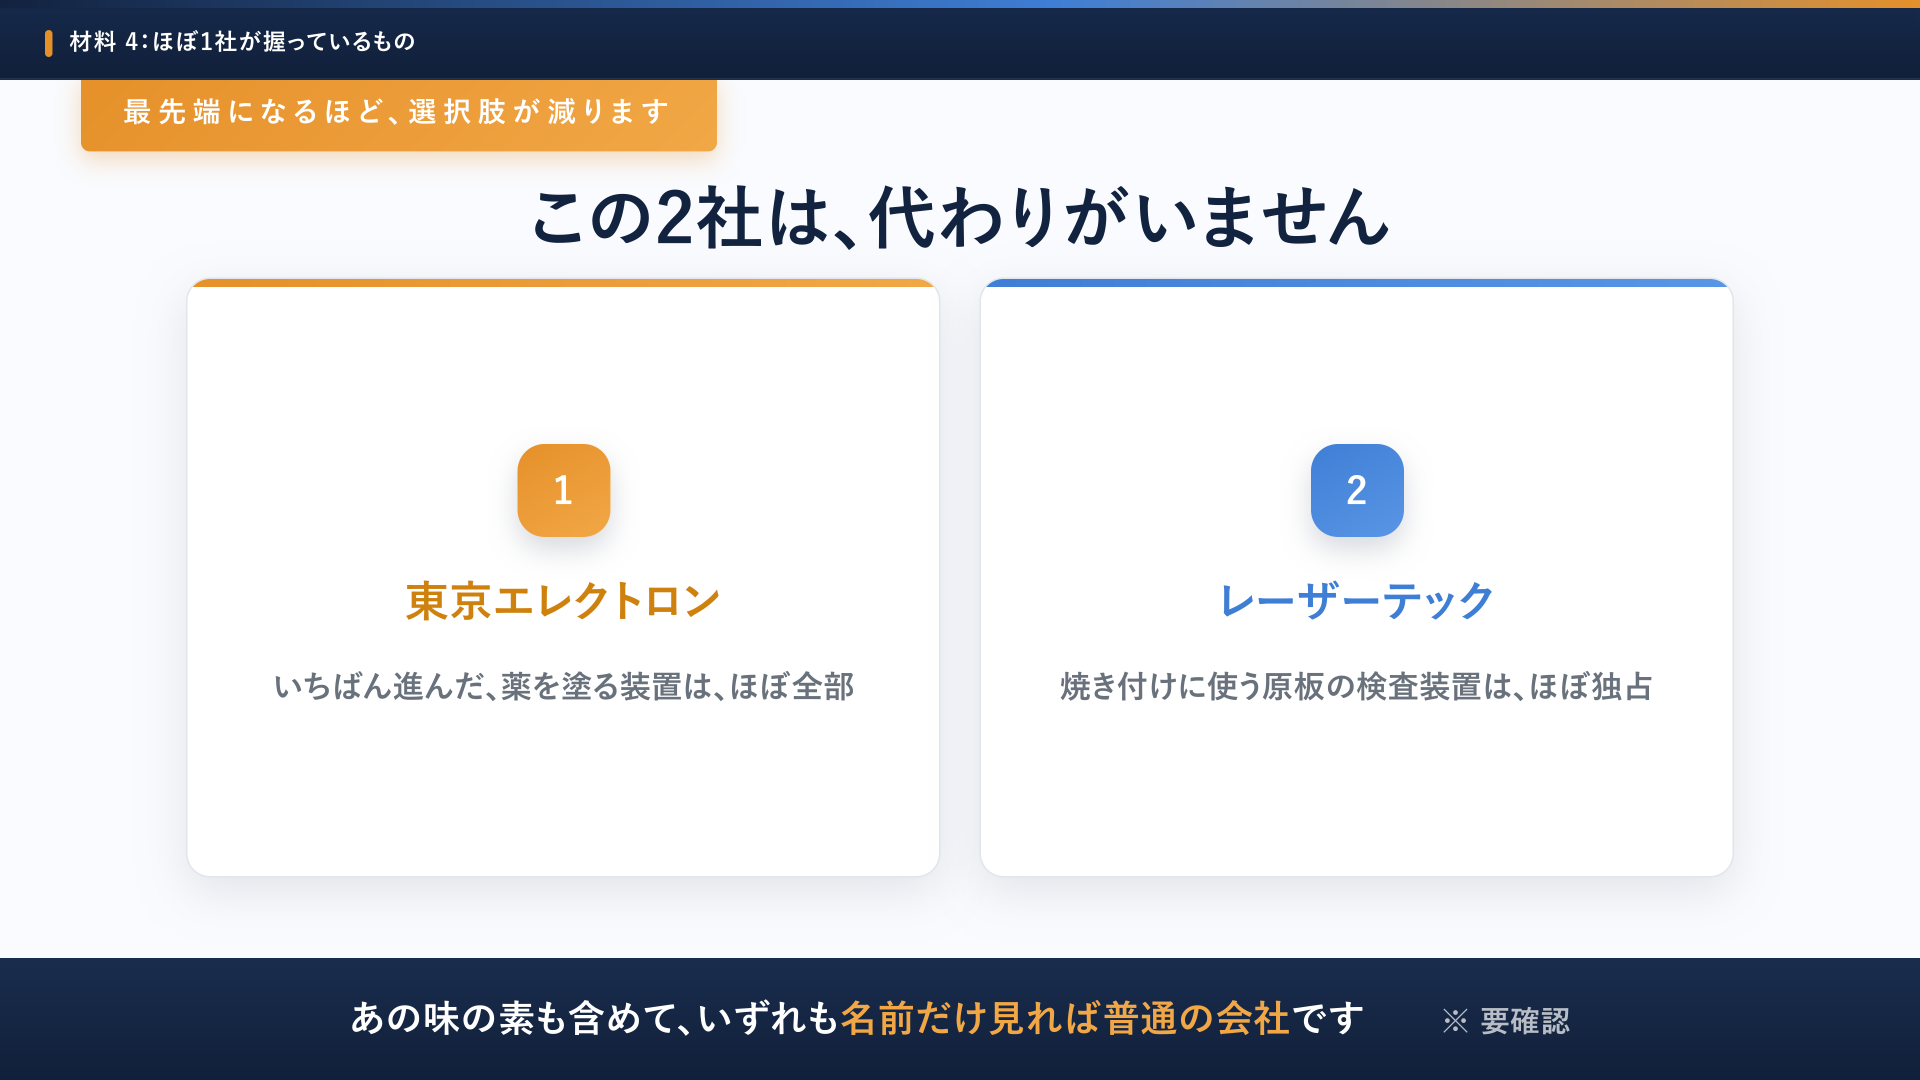 材料 4：ほぼ1社が握っているもの
最先端になるほど、選択肢が減ります
この2社は、代わりがいません
1
東京エレクトロン
いちばん進んだ、薬を塗る装置は、ほぼ全部
2
レーザーテック
焼き付けに使う原板の検査装置は、ほぼ独占
あの味の素も含めて、いずれも名前だけ見れば普通の会社です
※ 要確認